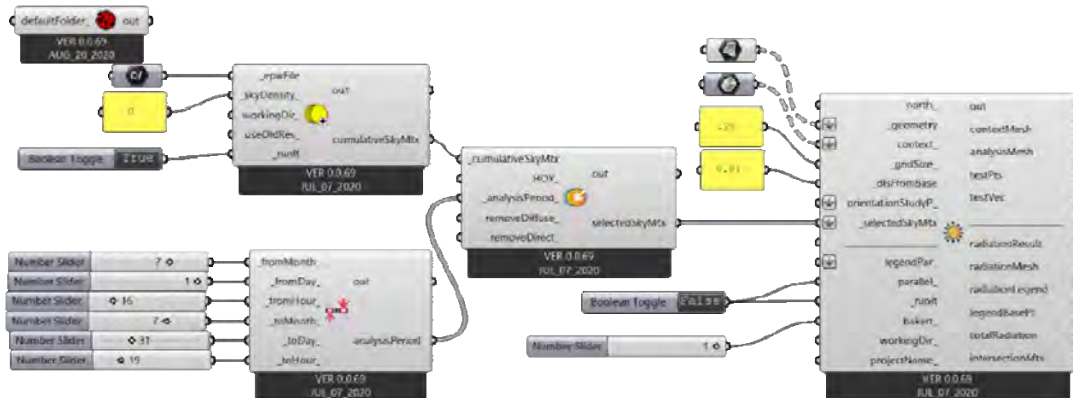 defaultFolder_ out
VER 0.0.69
AUG_20_2020
_epwFile
_skyDensity_
workingDir_
useOldRes_
_runIt
out
cumulativeSkyMtx
VER 0.0.69
JUL_07_2020
0
Boolean Toggle True
_cumulativeSkyMtx
HOY_
_analysisPeriod_
removeDiffuse_
removeDirect_
out
selectedSkyMtx
VER 0.0.69
JUL_07_2020
Number Slider 7
Number Slider 1
Number Slider 16
Number Slider 7
Number Slider 31
Number Slider 19
_fromMonth_
_fromDay_
_fromHour_
_toMonth_
_toDay_
_toHour_
out
analysisPeriod
VER 0.0.69
JUL_07_2020
Boolean Toggle False
Number Slider 1
north_
_geometry
context_
_gridSize_
_disFromBase
orientationStudyP_
_selectedSkyMtx
legendPar_
parallel_
_runIt
bakeIt_
workingDir_
projectName_
out
contextMesh
analysisMesh
testPts
testVec
radiationResult
radiationMesh
radiationLegend
legendBasePt
totalRadiation
intersectionMtx
VER 0.0.69
JUL_07_2020